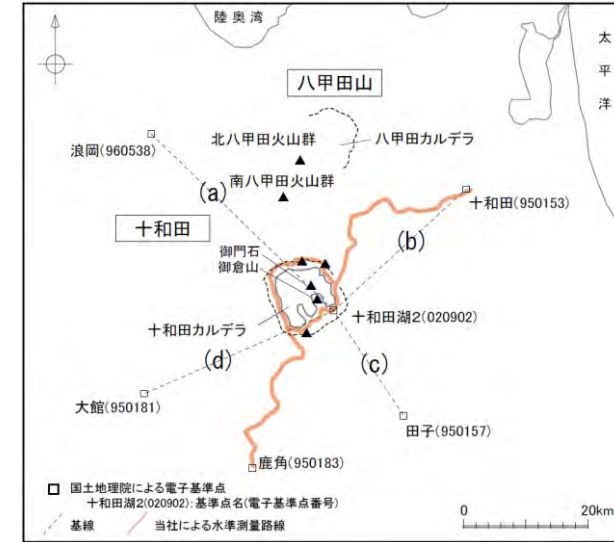 陸奥湾
太平洋
八甲田山
北八甲田火山群
八甲田カルデラ
浪岡(960538)
南八甲田火山群
(a)
十和田(950153)
十和田
(b)
御門石
御倉山
十和田湖2(020902)
十和田カルデラ
(d)
(c)
大館(950181)
田子(950157)
鹿角(950183)
国土地理院による電子基準点
十和田湖2(020902):基準点名(電子基準点番号)
基線
当社による水準測量路線
0 20km